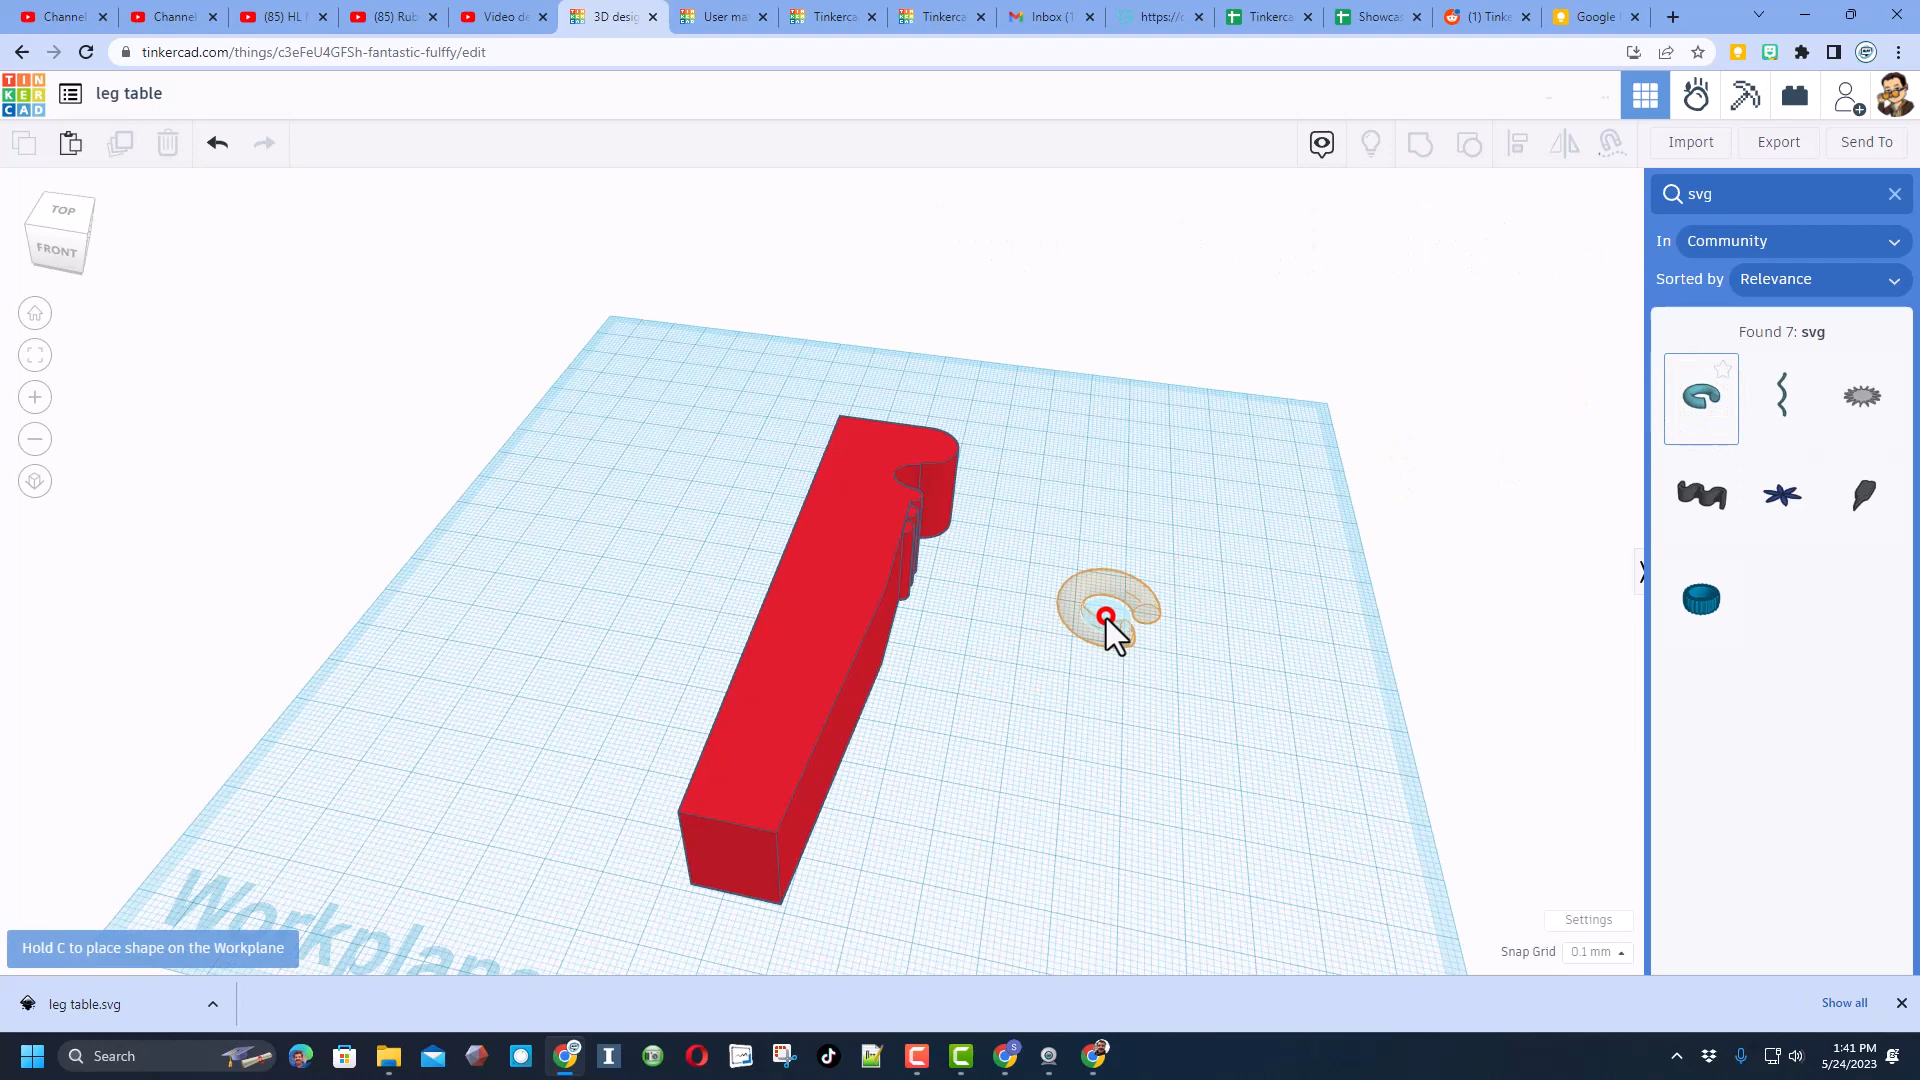 Channel
Channel
(85) HL
(85) Rub
Video de
3D desig
User ma
Tinkerca
Tinkerca
Inbox (1
https://c
Tinkerca
Showcas
(1) Tinke
Google
tinkercad.com/things/c3eFeU4GFSh-fantastic-fulffy/edit
TIN
KER
CAD
leg table
Import
Export
Send To
TOP
FRONT
svg
In
Community
Sorted by
Relevance
Found 7: svg
Workplane
Hold C to place shape on the Workplane
Settings
Snap Grid
0.1 mm
leg table.svg
Show all
Search
1:41 PM
5/24/2023